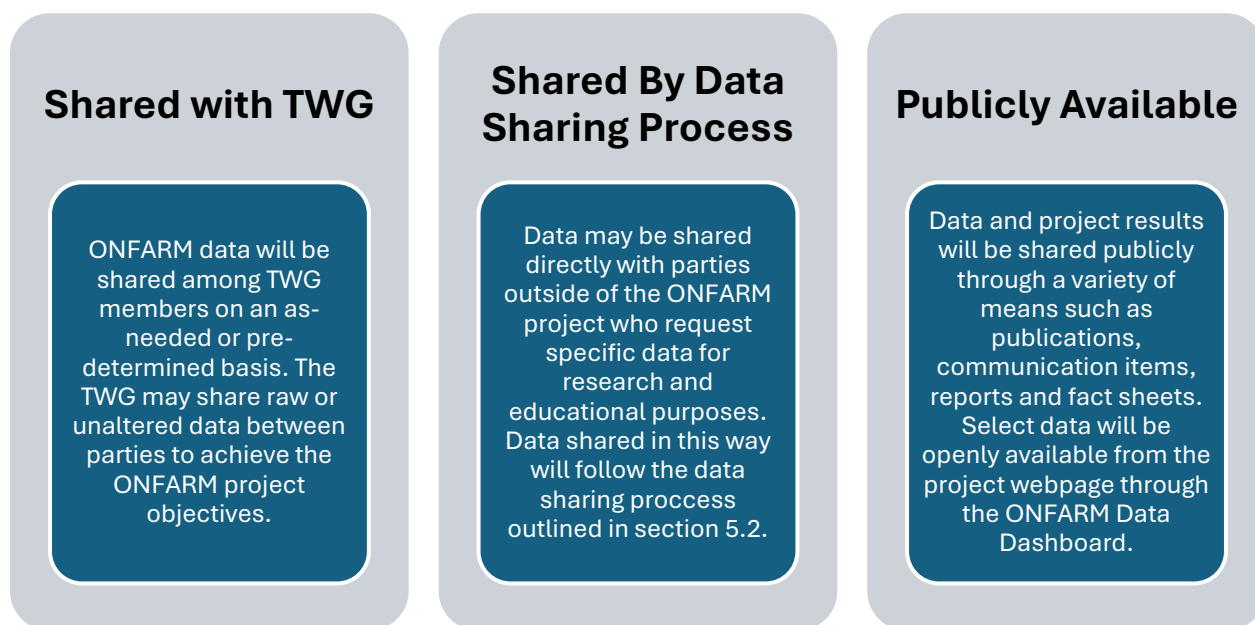 Shared with TWG
ONFARM data will be
shared among TWG
members on an as-
needed or pre-
determined basis. The
TWG may share raw or
unaltered data between
parties to achieve the
ONFARM project
objectives.
Shared By Data
Sharing Process
Data may be shared
directly with parties
outside of the ONFARM
project who request
specific data for
research and
educational purposes.
Data shared in this way
will follow the data
sharing proccess
outlined in section 5.2.
Publicly Available
Data and project results
will be shared publicly
through a variety of
means such as
publications,
communication items,
reports and fact sheets.
Select data will be
openly available from the
project webpage through
the ONFARM Data
Dashboard.